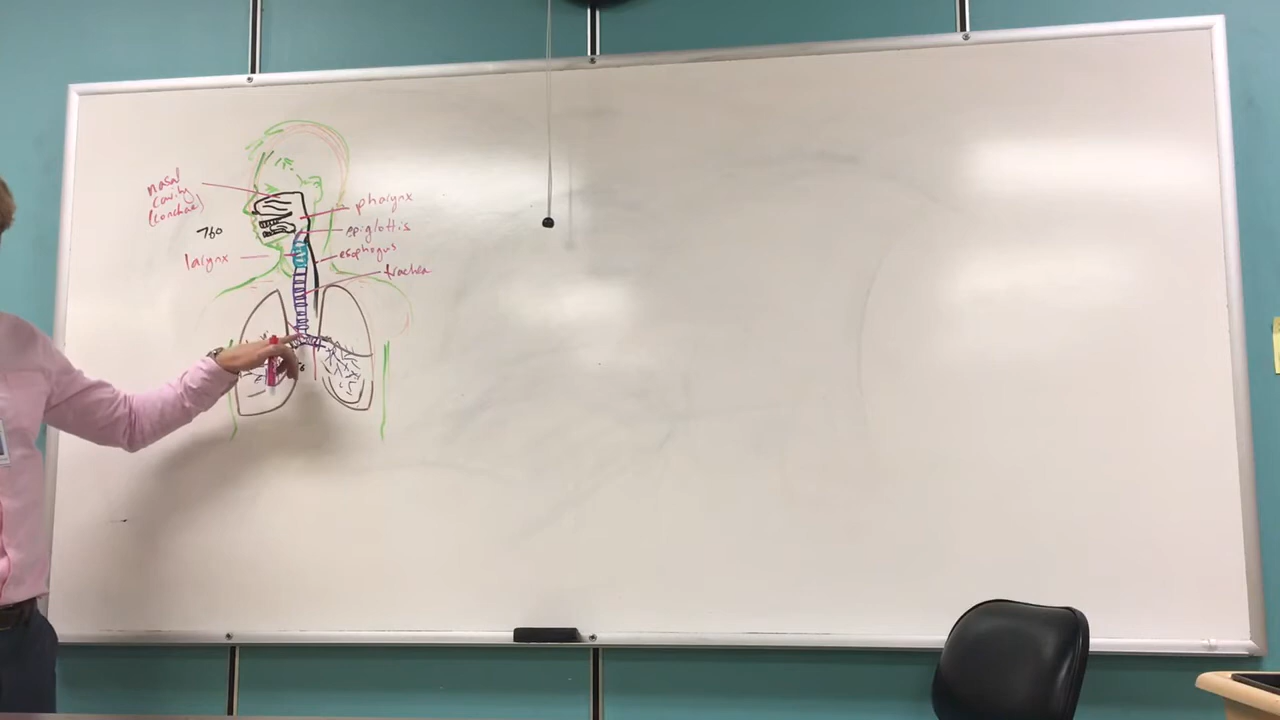 nasal
cavity
(conchae)
pharynx
760
epiglottis
larynx
esophagus
trachea